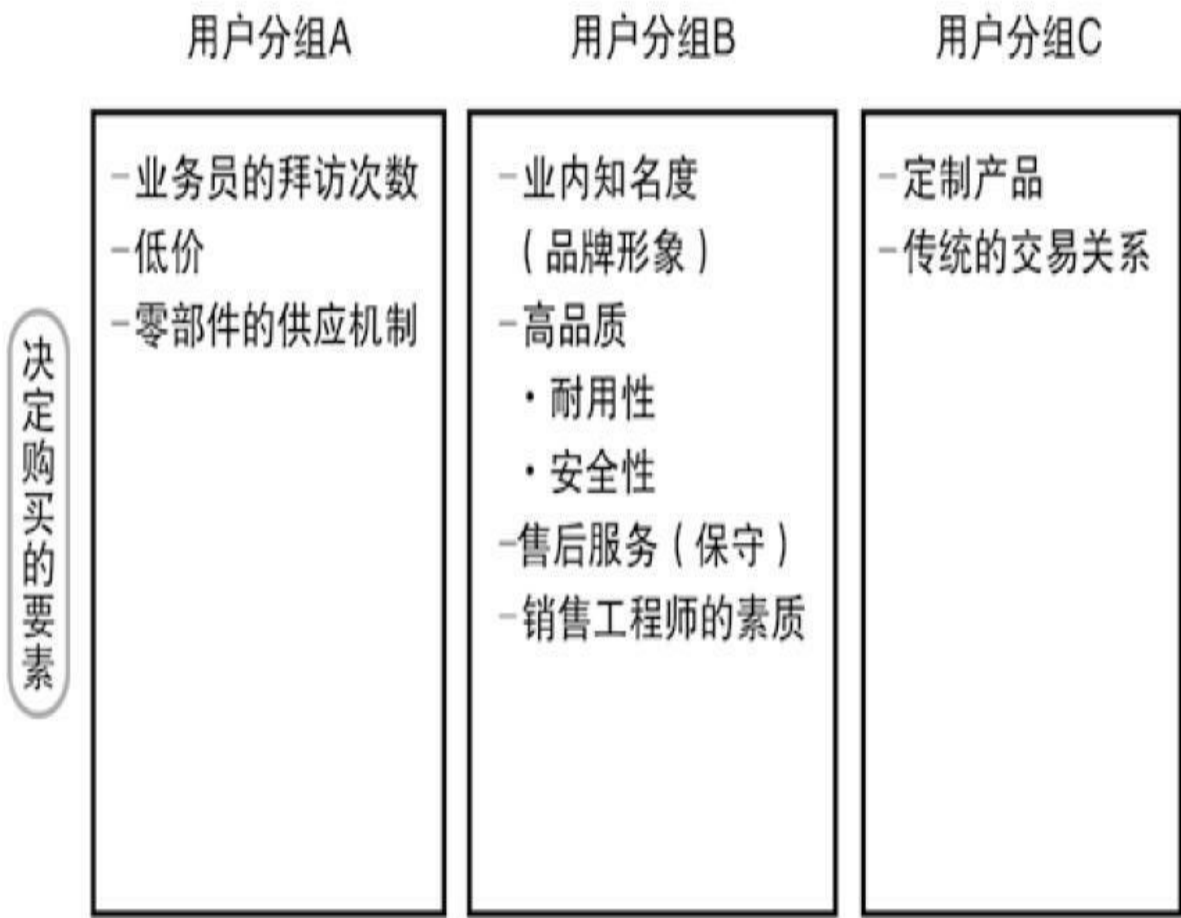 用户分组A
用户分组B
用户分组C
决定购买的要素
-业务员的拜访次数
-低价
-零部件的供应机制
-业内知名度
（品牌形象）
-高品质
・耐用性
・安全性
-售后服务（保守）
-销售工程师的素质
-定制产品
-传统的交易关系